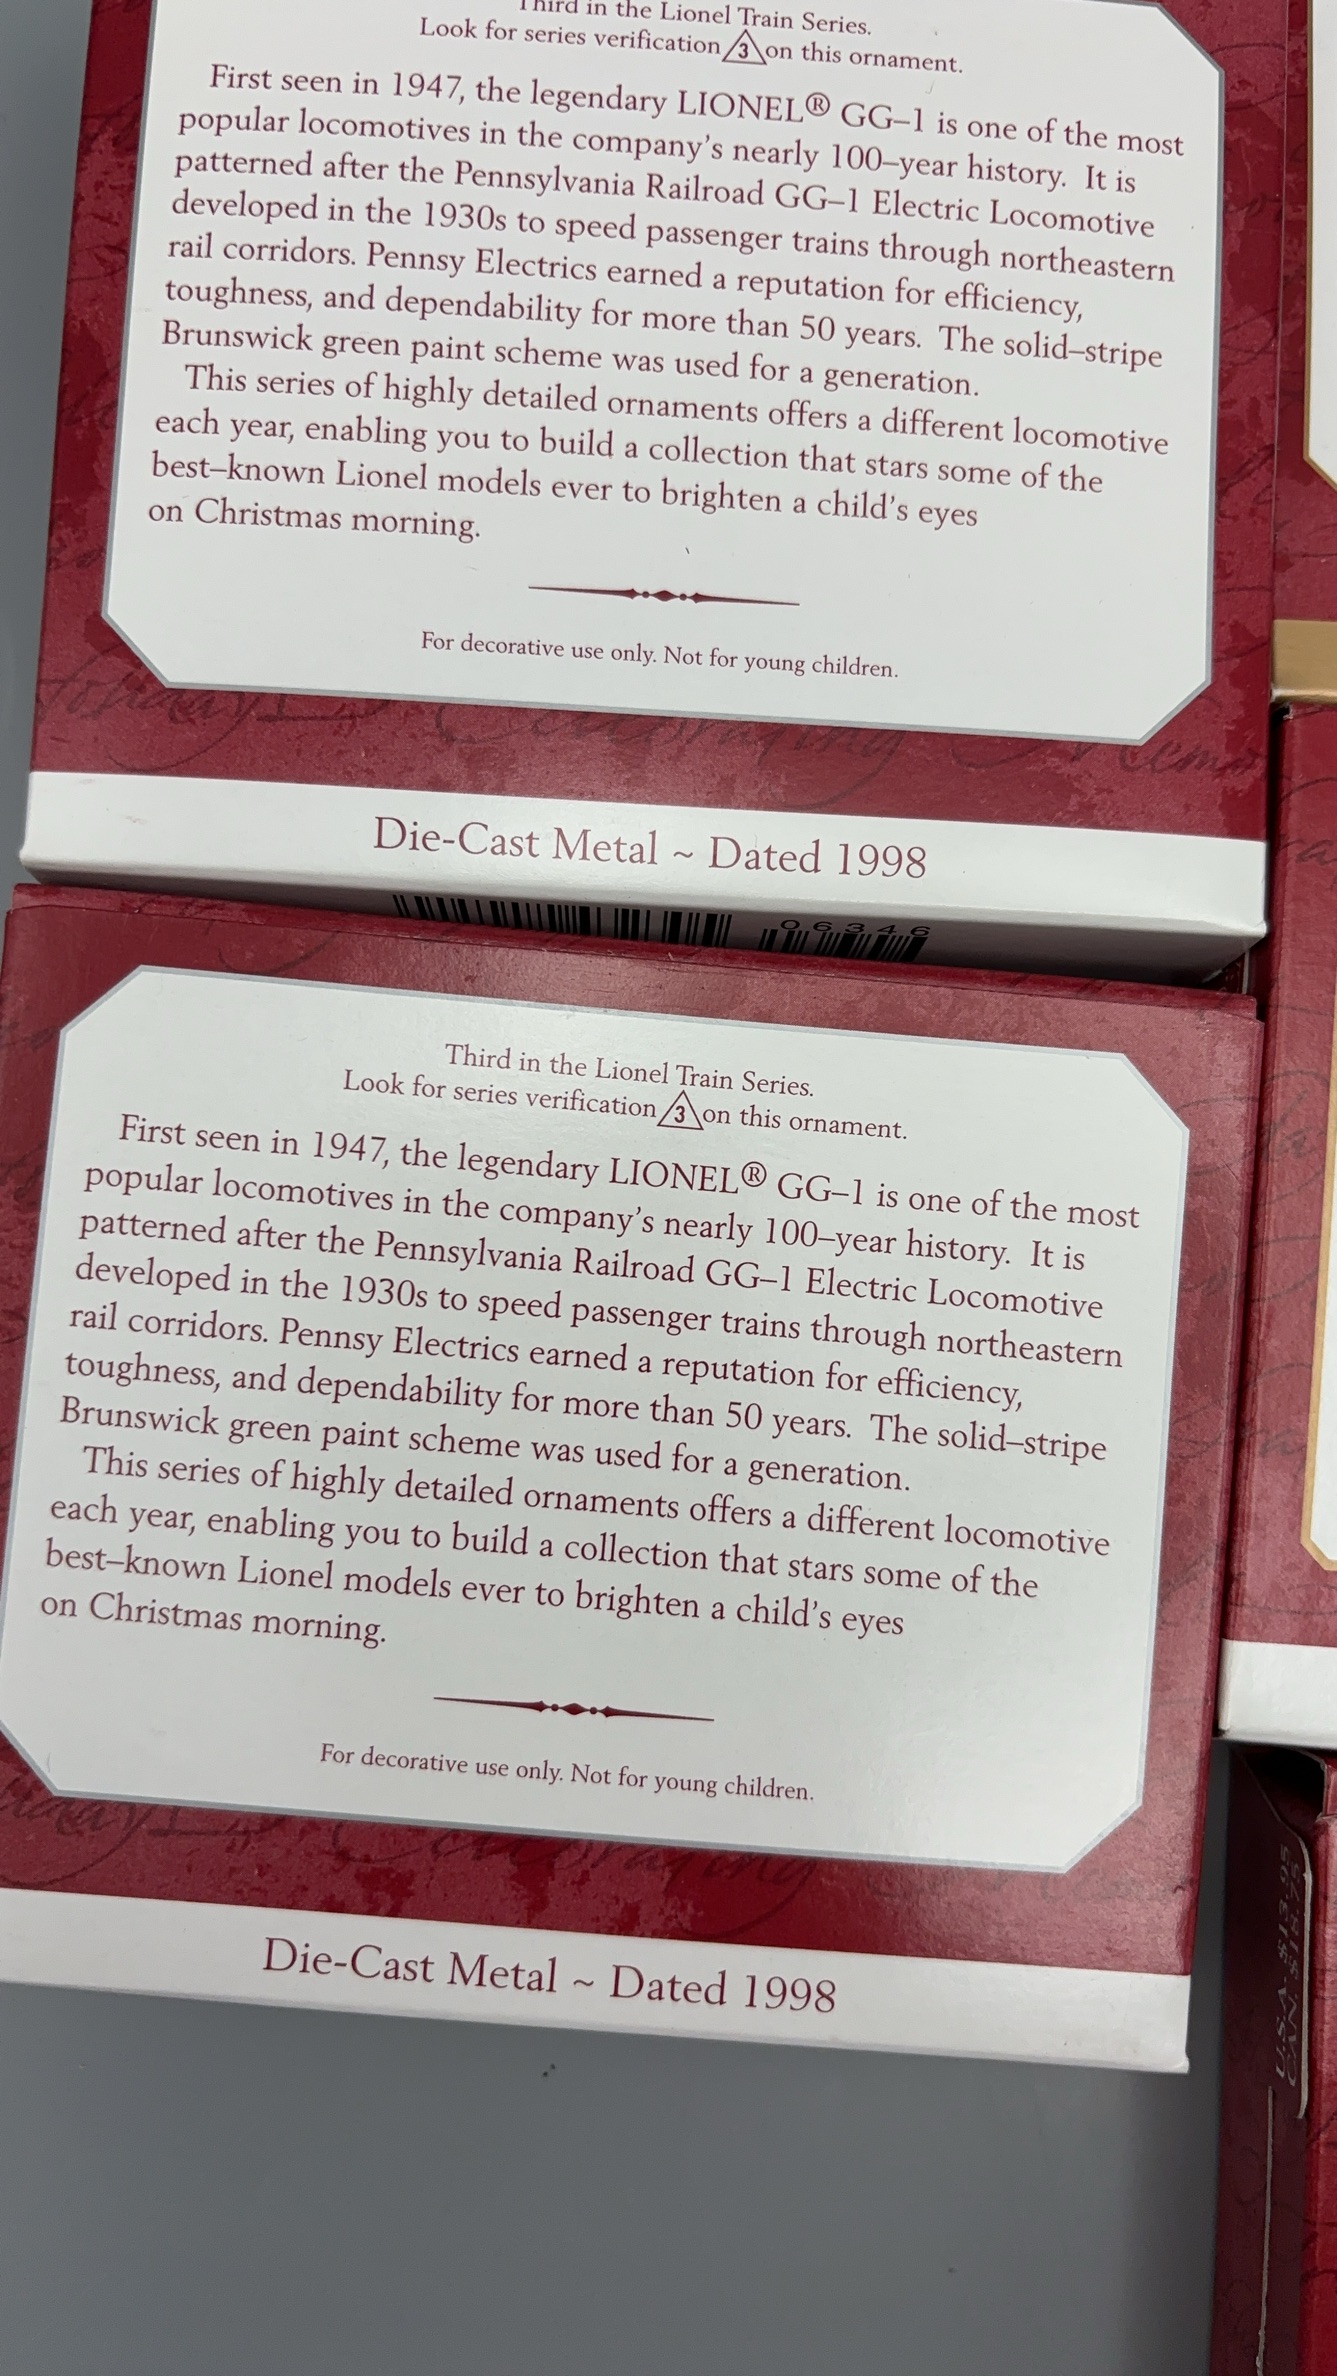 Third in the Lionel Train Series.
Look for series verification 3 on this ornament.
First seen in 1947, the legendary LIONEL® GG–1 is one of the most
popular locomotives in the company's nearly 100–year history. It is
patterned after the Pennsylvania Railroad GG–1 Electric Locomotive
developed in the 1930s to speed passenger trains through northeastern
rail corridors. Pennsy Electrics earned a reputation for efficiency,
toughness, and dependability for more than 50 years. The solid–stripe
Brunswick green paint scheme was used for a generation.
This series of highly detailed ornaments offers a different locomotive
each year, enabling you to build a collection that stars some of the
best–known Lionel models ever to brighten a child's eyes
on Christmas morning.
For decorative use only. Not for young children.
Die-Cast Metal ~ Dated 1998
06346
Third in the Lionel Train Series.
Look for series verification 3 on this ornament.
First seen in 1947, the legendary LIONEL® GG–1 is one of the most
popular locomotives in the company's nearly 100–year history. It is
patterned after the Pennsylvania Railroad GG–1 Electric Locomotive
developed in the 1930s to speed passenger trains through northeastern
rail corridors. Pennsy Electrics earned a reputation for efficiency,
toughness, and dependability for more than 50 years. The solid–stripe
Brunswick green paint scheme was used for a generation.
This series of highly detailed ornaments offers a different locomotive
each year, enabling you to build a collection that stars some of the
best–known Lionel models ever to brighten a child's eyes
on Christmas morning.
For decorative use only. Not for young children.
Die-Cast Metal ~ Dated 1998
U.S.A. $13.95
CAN. $18.75